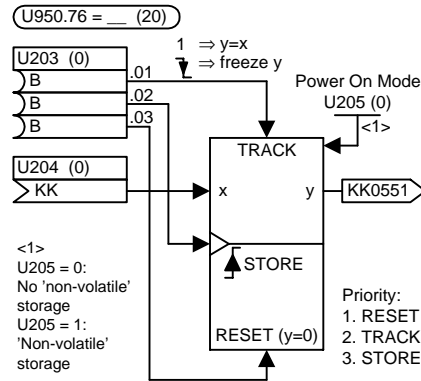 U950.76 = __ (20)
U203 (0)
B .01
B .02
B .03
1 ⇒ y=x
⇒ freeze y
Power On Mode
U205 (0)
<1>
TRACK
U204 (0)
KK
x
y
KK0551
STORE
RESET (y=0)
<1>
U205 = 0:
No 'non-volatile'
storage
U205 = 1:
'Non-volatile'
storage
Priority:
1. RESET
2. TRACK
3. STORE